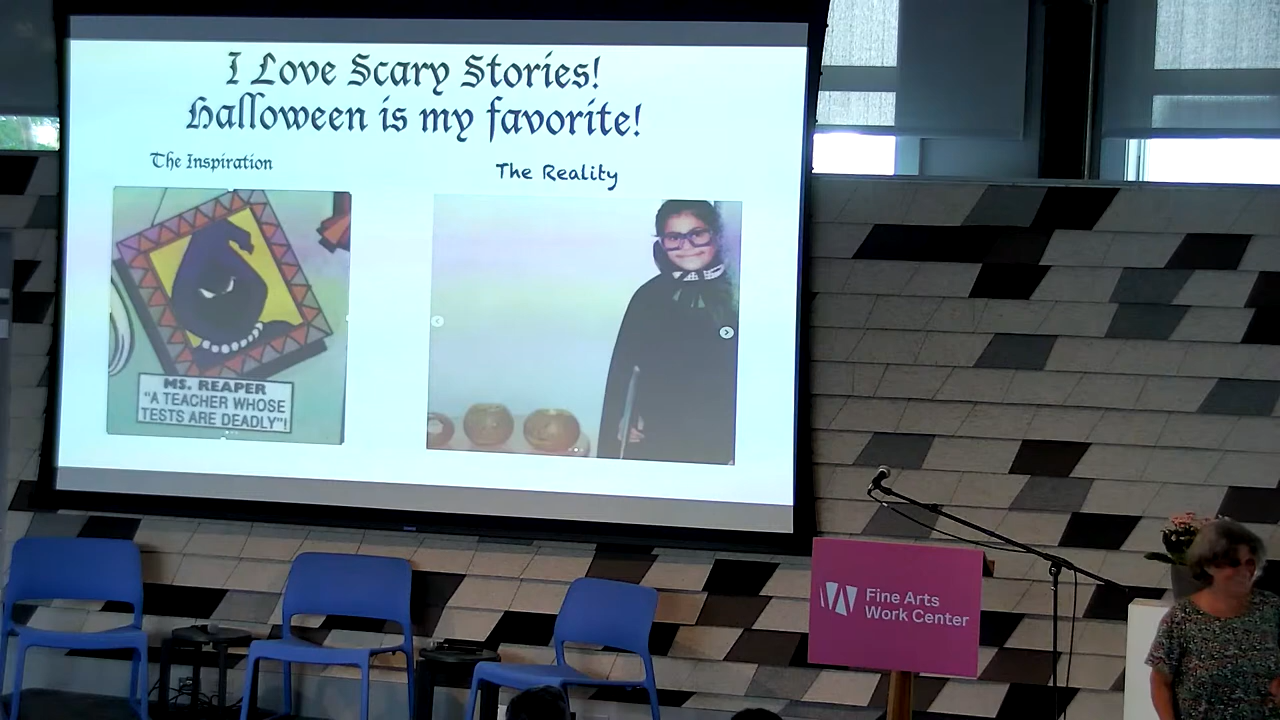 I Love Scary Stories!
Halloween is my favorite!
The Inspiration
The Reality
MS. REAPER
"A TEACHER WHOSE
TESTS ARE DEADLY"!
Fine Arts
Work Center